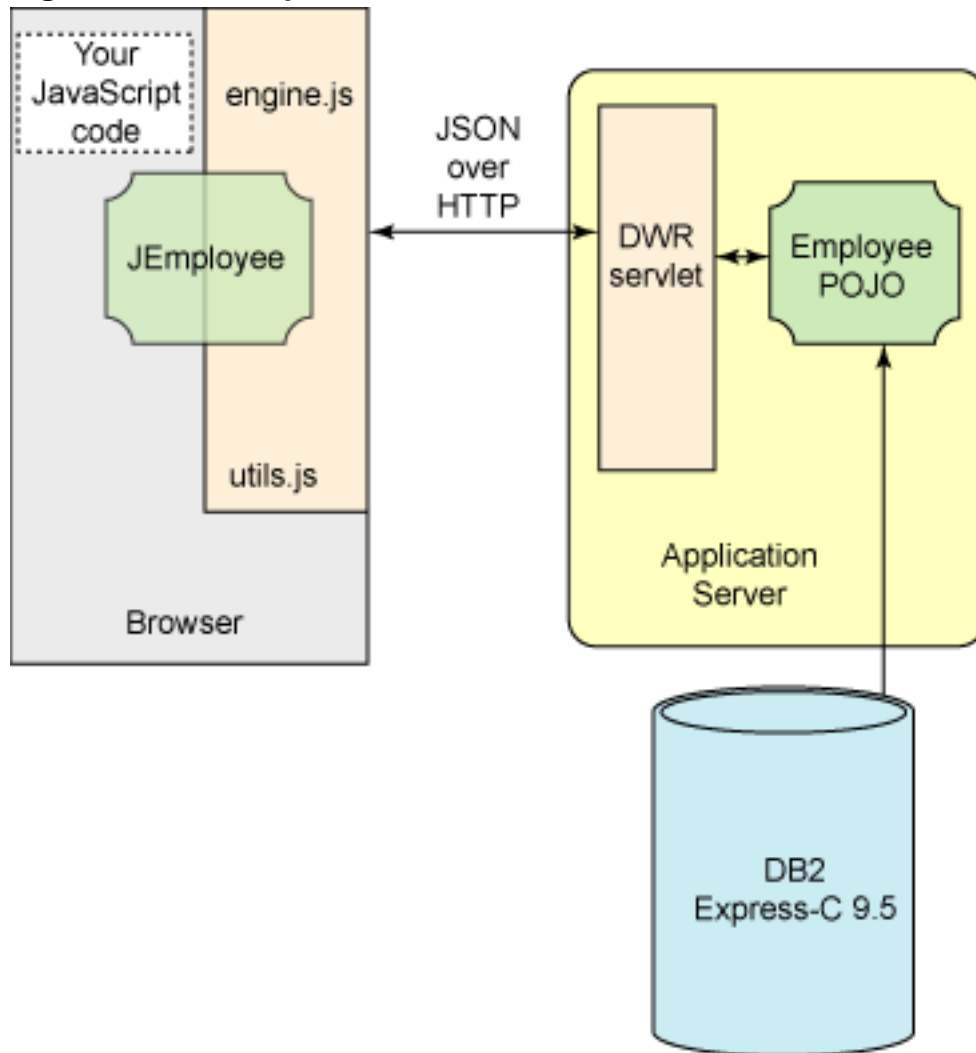 Your
JavaScript
code
engine.js
JEmployee
utils.js
Browser
JSON
over
HTTP
DWR
servlet
Employee
POJO
Application
Server
DB2
Express-C 9.5